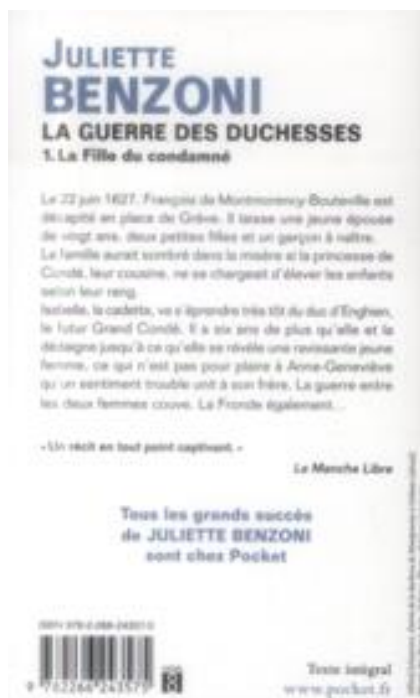 JULIETTE
BENZONI
LA GUERRE DES DUCHESSES
1. La Fille du condamné
Le 22 juin 1627, François de Montmorency-Bouteville est
décapité en place de Grève. Il laisse une jeune épouse
de vingt ans, deux petites filles et un garçon à naître.
La famille aurait sombré dans la misère si la princesse de
Condé, leur cousine, ne se chargeait d'élever les enfants
selon leur rang.
Isabelle, la cadette, va s'éprendre très tôt du duc d'Enghien,
le futur Grand Condé. Il a six ans de plus qu'elle et la
dédaigne jusqu'à ce qu'elle se révèle une ravissante jeune
femme, ce qui n'est pas pour plaire à Anne-Geneviève
qu'un sentiment trouble unit à son frère. La guerre entre
les deux femmes couve. La Fronde également...
« Un récit en tout point captivant. »
La Manche Libre
Tous les grands succès
de JULIETTE BENZONI
sont chez Pocket
9 782266 243575
Texte intégral
www.pocket.fr